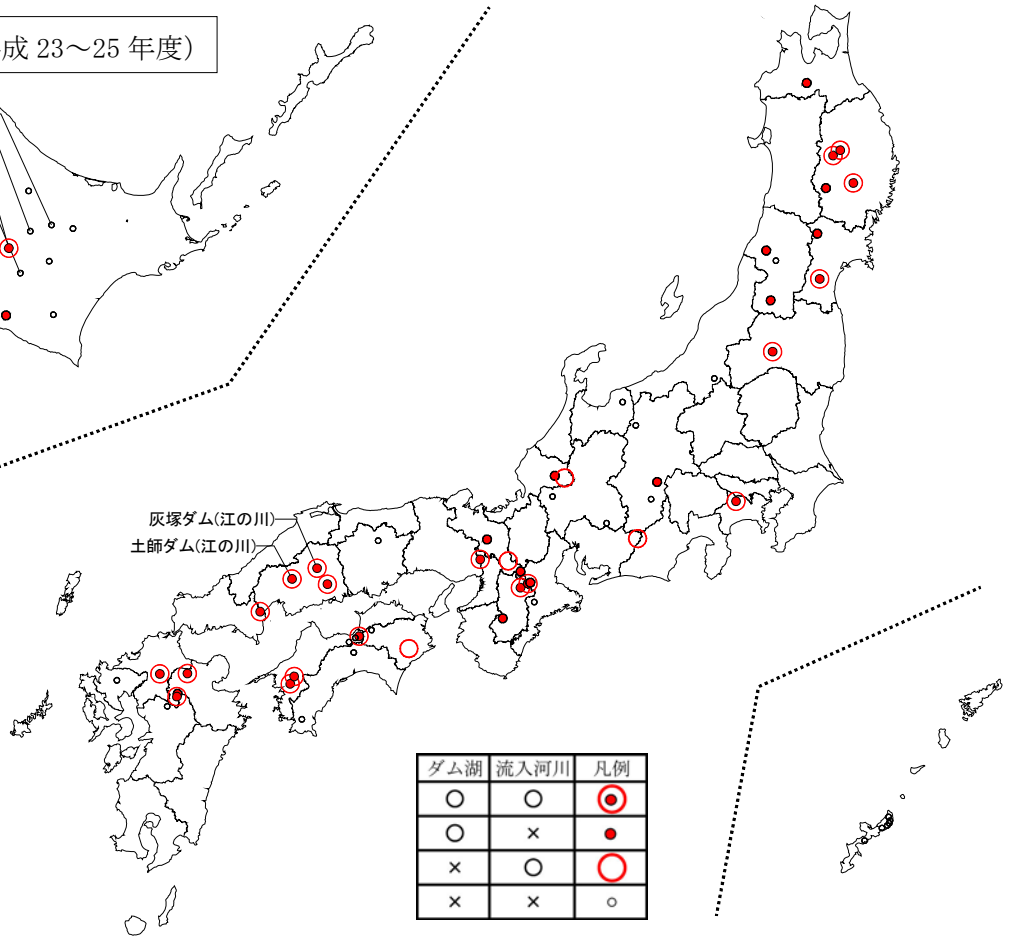 成 23～25 年度）
灰塚ダム(江の川)
土師ダム(江の川)
ダム湖 流入河川 凡例
○ ○
○ ×
× ○
× ×